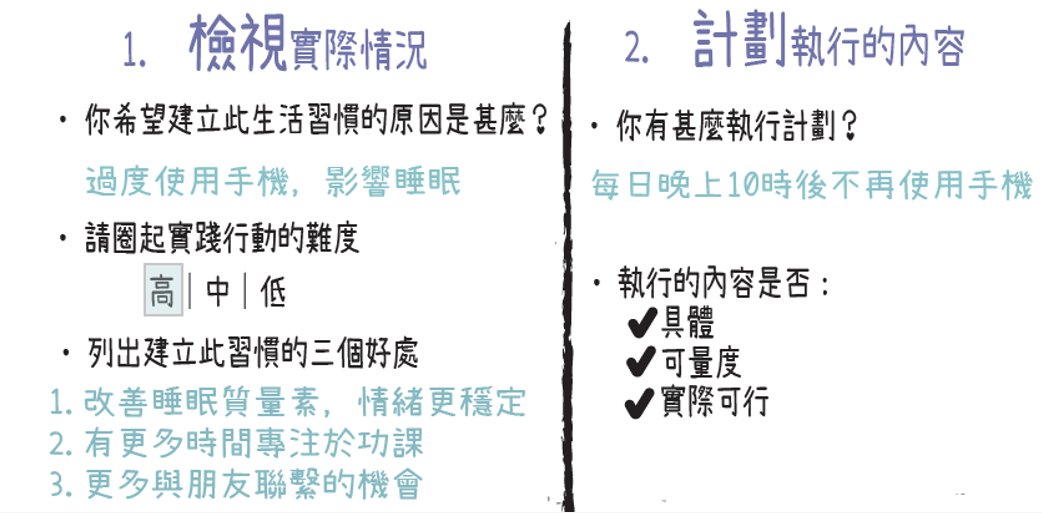 1. 檢視實際情況
• 你希望建立此生活習慣的原因是甚麼？
過度使用手機，影響睡眠
• 請圈起實踐行動的難度
高｜中｜低
• 列出建立此習慣的三個好處
1. 改善睡眠質量素，情緒更穩定
2. 有更多時間專注於功課
3. 更多與朋友聯繫的機會
2. 計劃執行的內容
• 你有甚麼執行計劃？
每日晚上10時後不再使用手機
• 執行的內容是否：
✔具體
✔可量度
✔實際可行